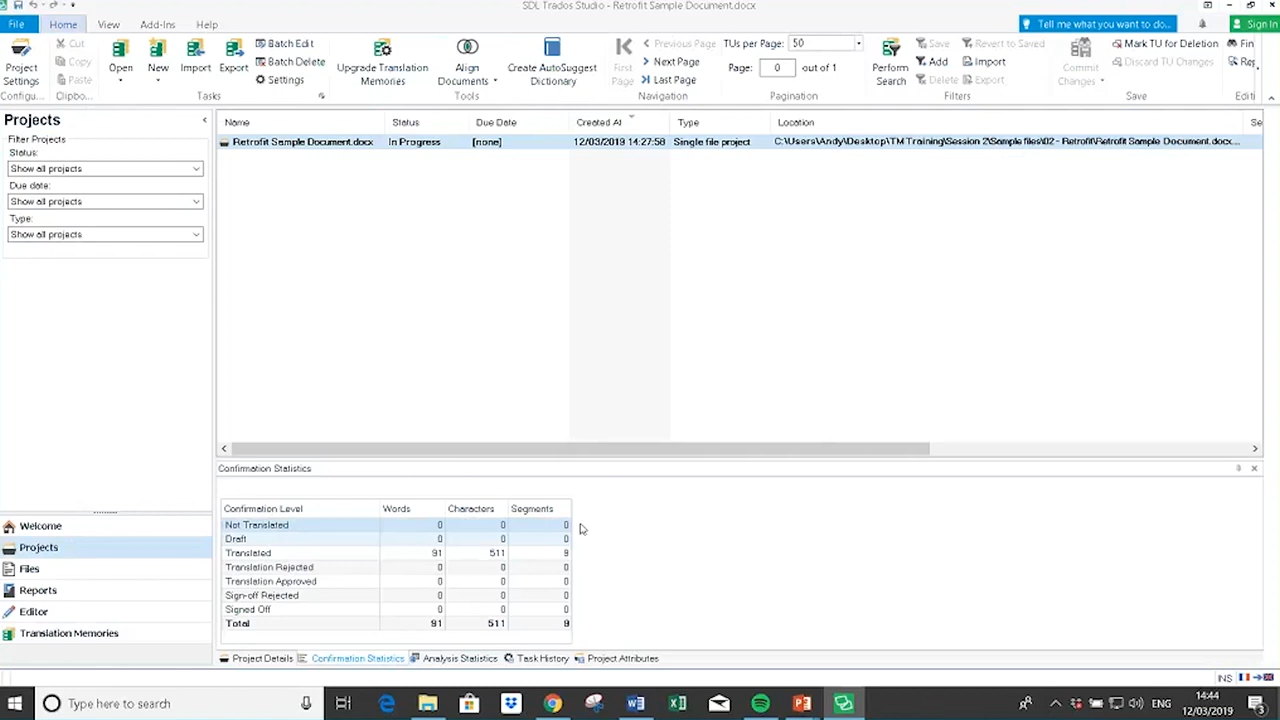 SDL Trados Studio - Retrofit Sample Document.docx
File Home View Add-Ins Help Tell me what you want to do... Sign In
Project Settings
Cut
Copy
Paste
Open
New
Import
Export
Batch Edit
Batch Delete
Settings
Upgrade Translation Memories
Align Documents
Create AutoSuggest Dictionary
First Page
Previous Page
Next Page
Last Page
TUs per Page: 50
Page: 0 out of 1
Perform Search
Save
Add
Delete
Revert to Saved
Import
Export
Commit Changes
Mark TU for Deletion
Discard TU Changes
Fin
Configu... Clipbo... Tasks Tools Navigation Pagination Filters Save Editi
Projects
Filter Projects
Status:
Show all projects
Due date:
Show all projects
Type:
Show all projects
Name Status Due Date Created At Type Location Se
Retrofit Sample Document.docx In Progress [none] 12/03/2019 14:27:58 Single file project C:\Users\Andy\Desktop\TM Training\Session 2\Sample files\02 - Retrofit\Retrofit Sample Document.docx...
Confirmation Statistics
Confirmation Level Words Characters Segments
Not Translated 0 0 0
Draft 0 0 0
Translated 91 511 9
Translation Rejected 0 0 0
Translation Approved 0 0 0
Sign-off Rejected 0 0 0
Signed Off 0 0 0
Total 91 511 9
Welcome
Projects
Files
Reports
Editor
Translation Memories
Project Details Confirmation Statistics Analysis Statistics Task History Project Attributes
INS
Type here to search
ENG
14:44
12/03/2019
3